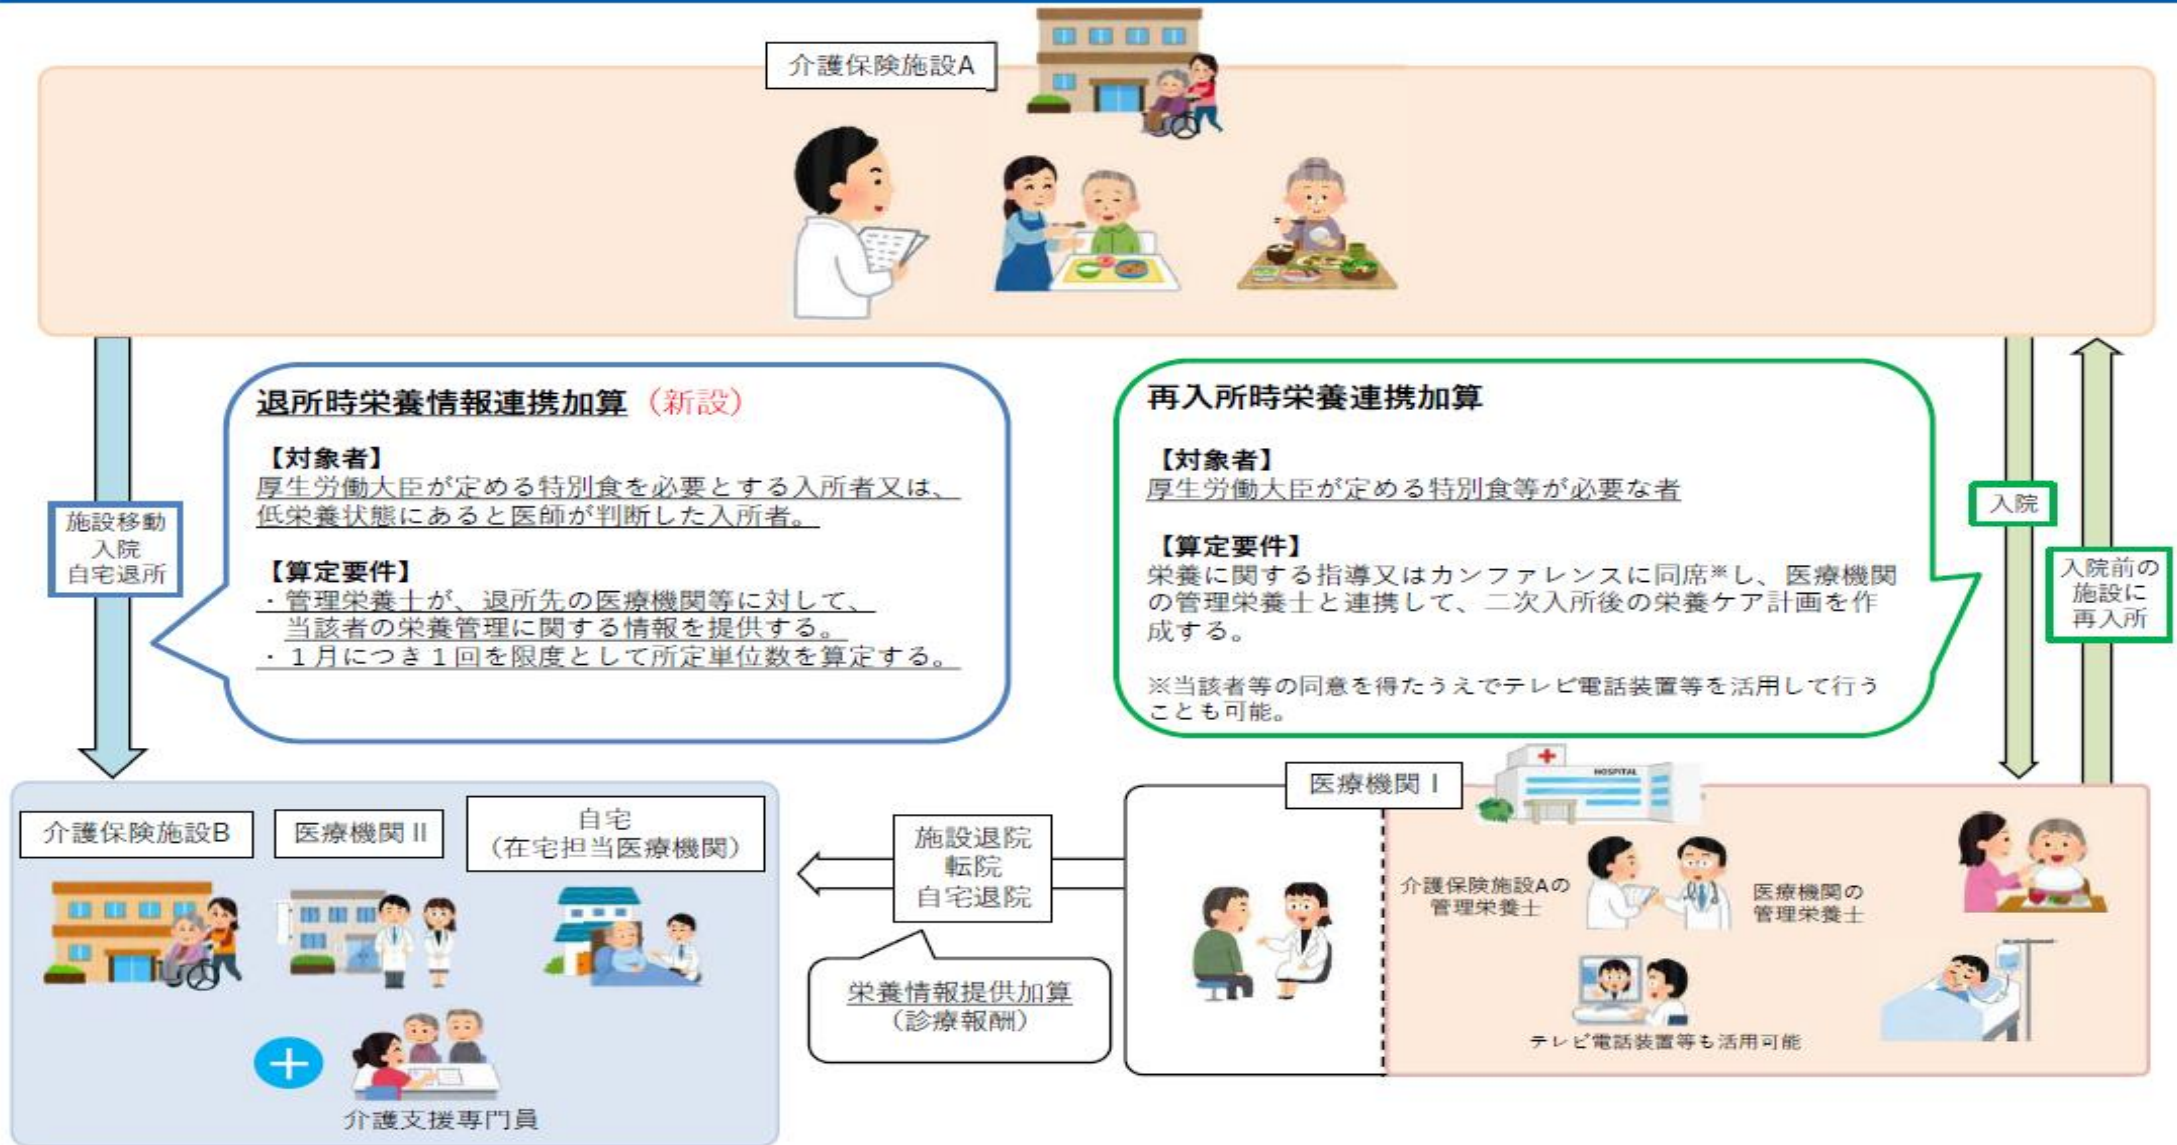 介護保険施設A
退所時栄養情報連携加算（新設）
【対象者】
厚生労働大臣が定める特別食を必要とする入所者又は、
低栄養状態にあると医師が判断した入所者。
【算定要件】
・管理栄養士が、退所先の医療機関等に対して、
当該者の栄養管理に関する情報を提供する。
・１月につき１回を限度として所定単位数を算定する。
施設移動
入院
自宅退所
再入所時栄養連携加算
【対象者】
厚生労働大臣が定める特別食等が必要な者
【算定要件】
栄養に関する指導又はカンファレンスに同席※し、医療機関
の管理栄養士と連携して、二次入所後の栄養ケア計画を作
成する。
※当該者等の同意を得たうえでテレビ電話装置等を活用して行う
ことも可能。
入院
入院前の
施設に
再入所
介護保険施設B
医療機関Ⅱ
自宅
（在宅担当医療機関）
介護支援専門員
施設退院
転院
自宅退院
栄養情報提供加算
（診療報酬）
医療機関Ⅰ
HOSPITAL
介護保険施設Aの
管理栄養士
医療機関の
管理栄養士
テレビ電話装置等も活用可能